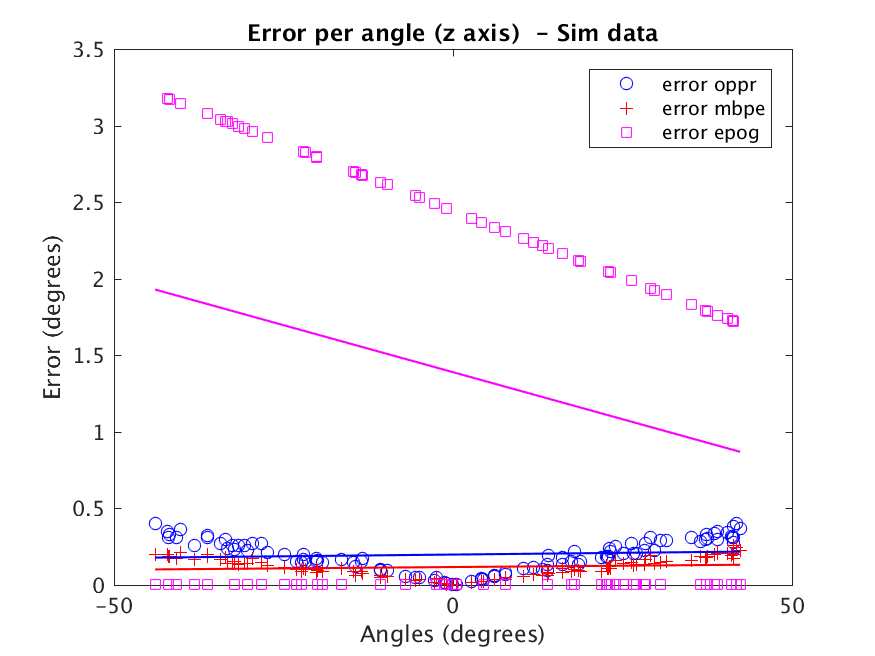 Error per angle (z axis) - Sim data
3.5
3
2.5
2
1.5
1
0.5
0
Error (degrees)
error oppr
error mbpe
error epog
-50
0
50
Angles (degrees)